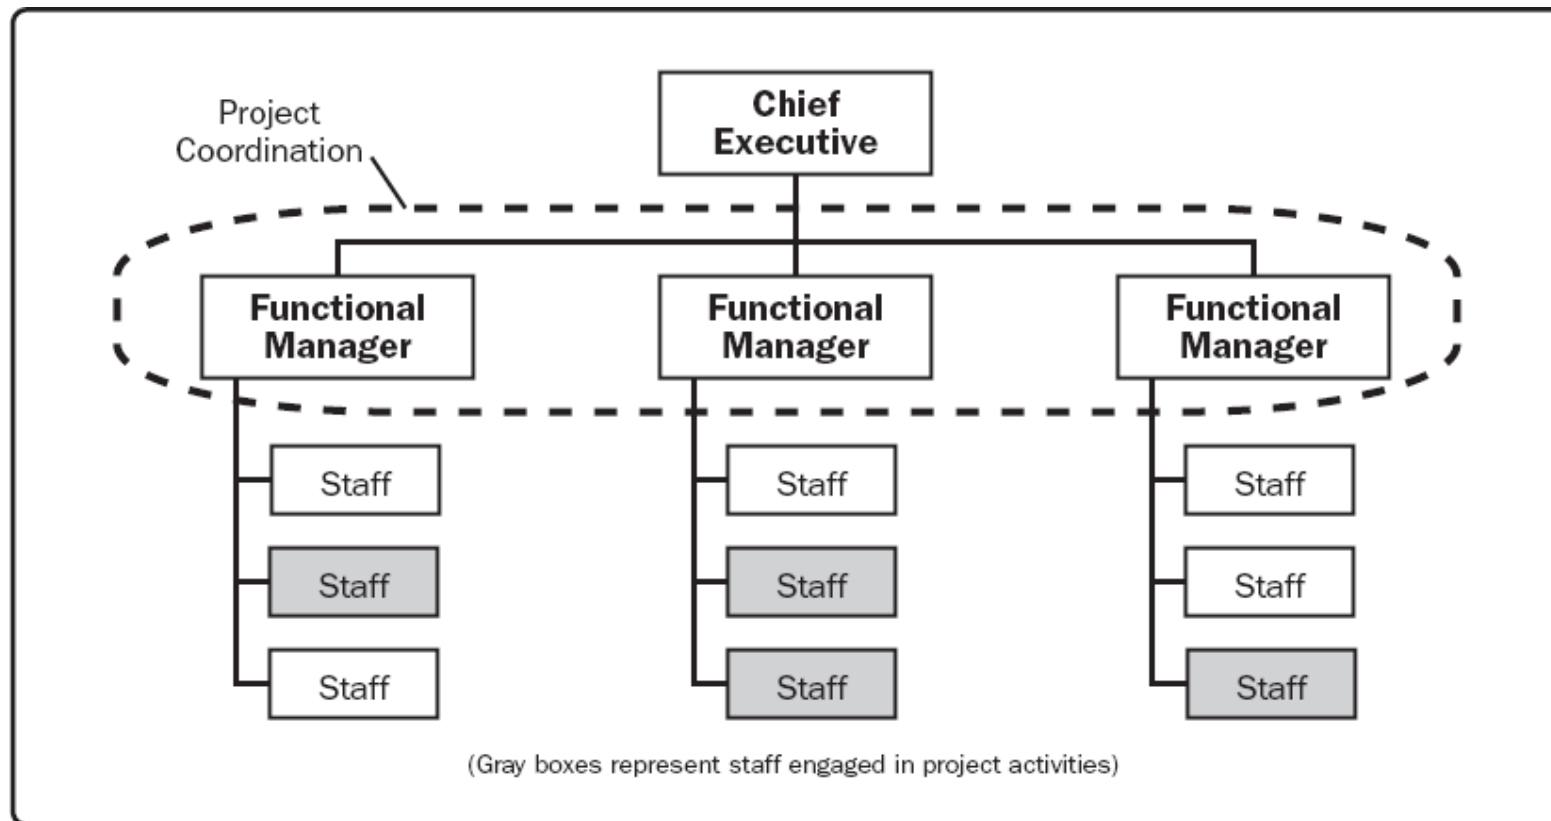 Project
Coordination
Chief
Executive
Functional
Manager
Functional
Manager
Functional
Manager
Staff
Staff
Staff
Staff
Staff
Staff
Staff
Staff
Staff
(Gray boxes represent staff engaged in project activities)